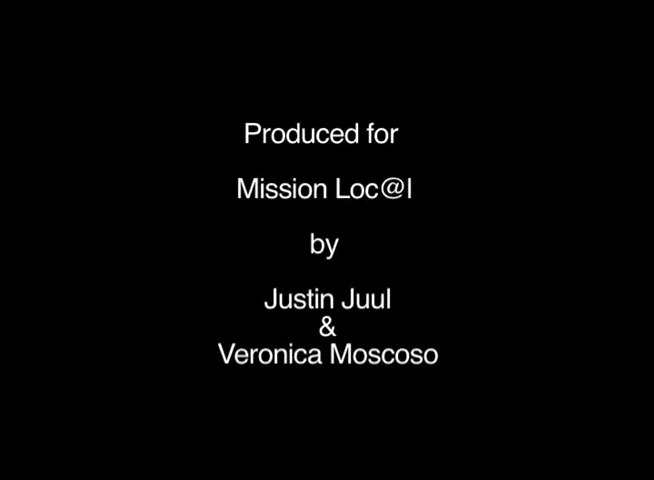 Produced for
Mission Loc@l
by
Justin Juul
&
Veronica Moscoso